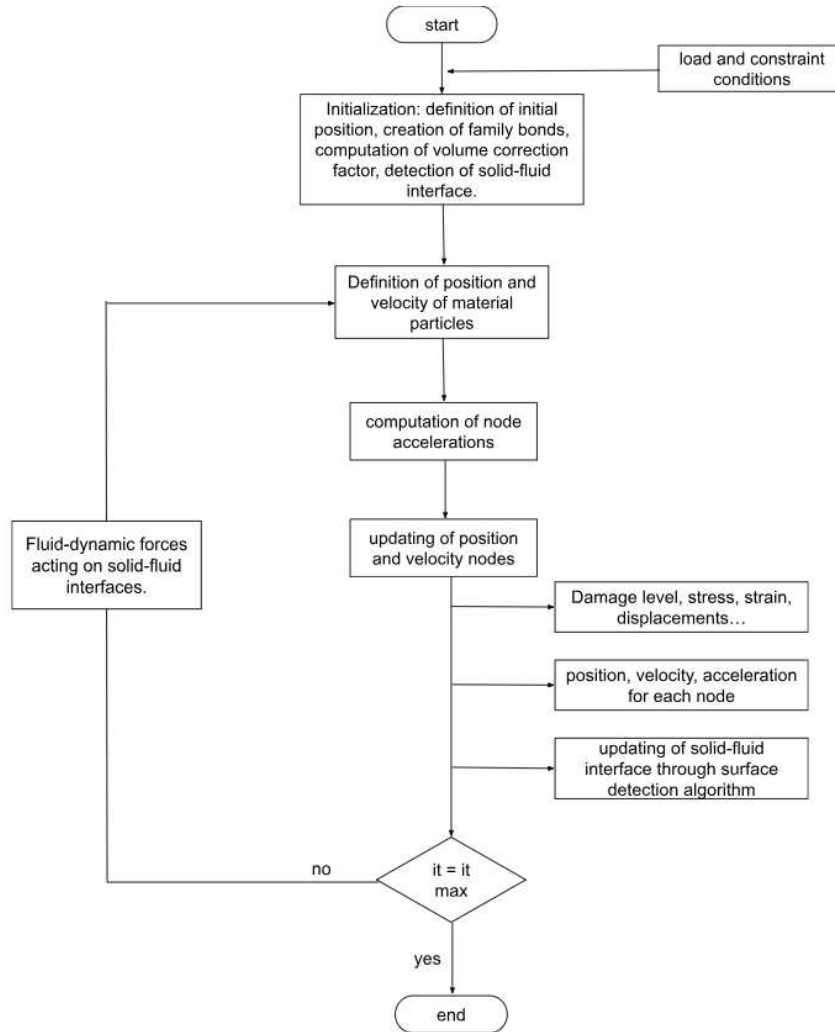 start
load and constraint
conditions
Initialization: definition of initial
position, creation of family bonds,
computation of volume correction
factor, detection of solid-fluid
interface.
Definition of position and
velocity of material
particles
computation of node
accelerations
Fluid-dynamic forces
acting on solid-fluid
interfaces.
updating of position
and velocity nodes
Damage level, stress, strain,
displacements…
position, velocity, acceleration
for each node
updating of solid-fluid
interface through surface
detection algorithm
no
it = it
max
yes
end